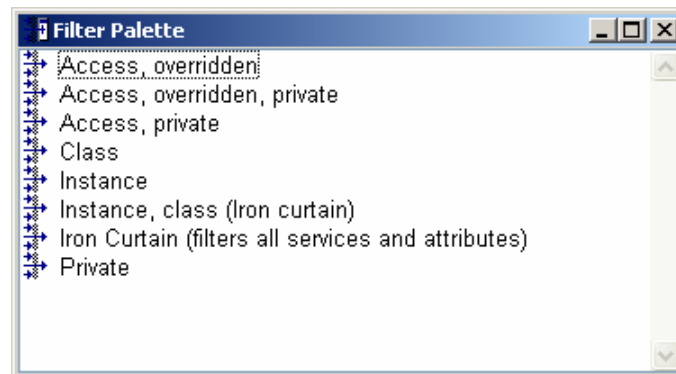 Filter Palette
Access, overridden
Access, overridden, private
Access, private
Class
Instance
Instance, class (Iron curtain)
Iron Curtain (filters all services and attributes)
Private